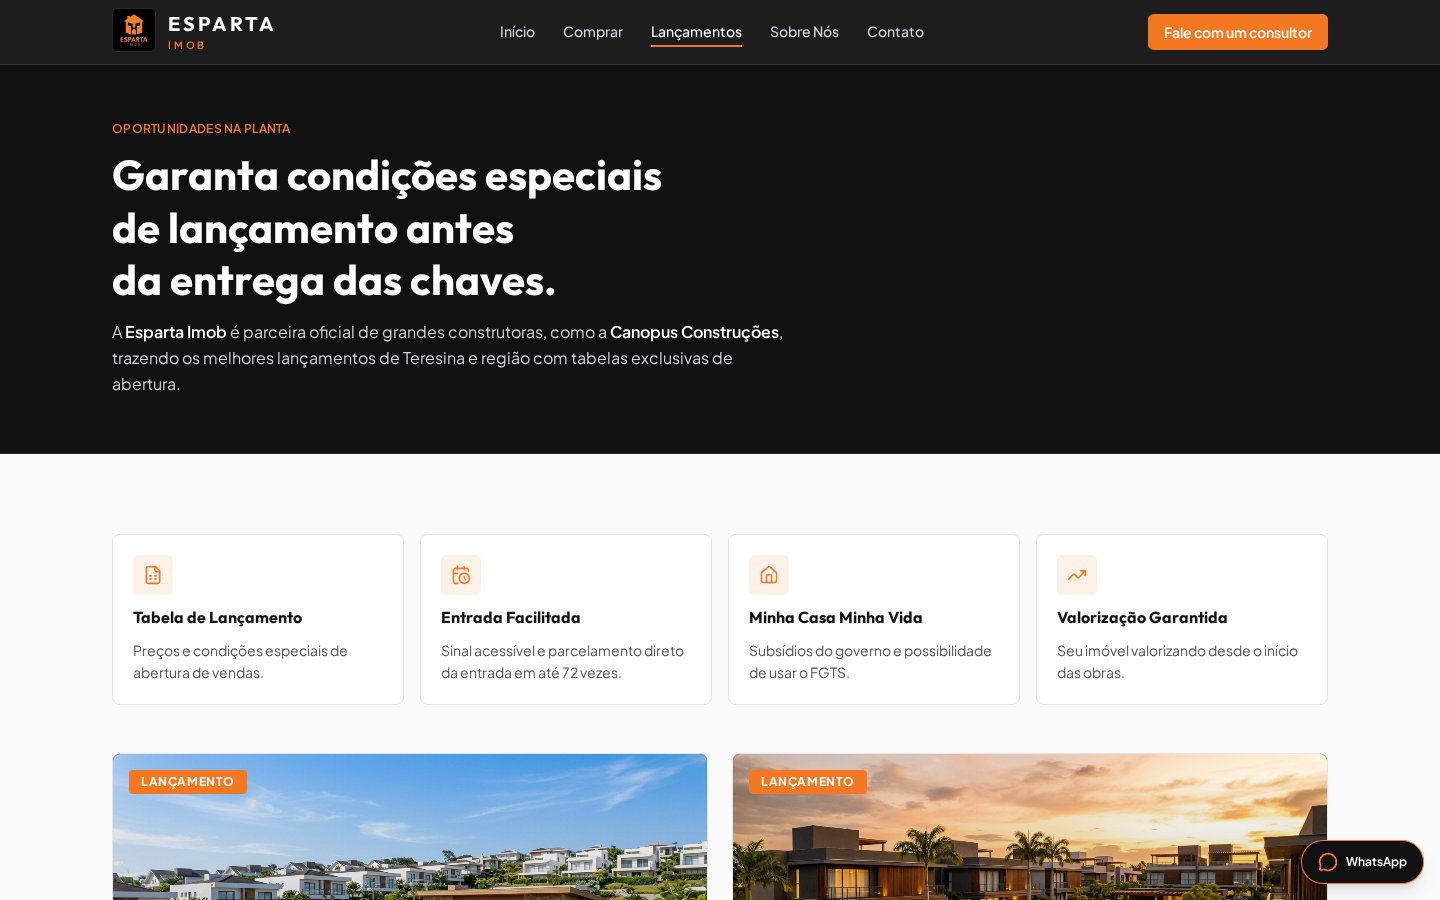 ESPARTA
IMOB
ESPARTA
IMOB
Início
Comprar
Lançamentos
Sobre Nós
Contato
Fale com um consultor
OPORTUNIDADES NA PLANTA
Garanta condições especiais
de lançamento antes
da entrega das chaves.
A Esparta Imob é parceira oficial de grandes construtoras, como a Canopus Construções,
trazendo os melhores lançamentos de Teresina e região com tabelas exclusivas de
abertura.
Tabela de Lançamento
Preços e condições especiais de
abertura de vendas.
Entrada Facilitada
Sinal acessível e parcelamento direto
da entrada em até 72 vezes.
Minha Casa Minha Vida
Subsídios do governo e possibilidade
de usar o FGTS.
Valorização Garantida
Seu imóvel valorizando desde o início
das obras.
LANÇAMENTO
LANÇAMENTO
WhatsApp